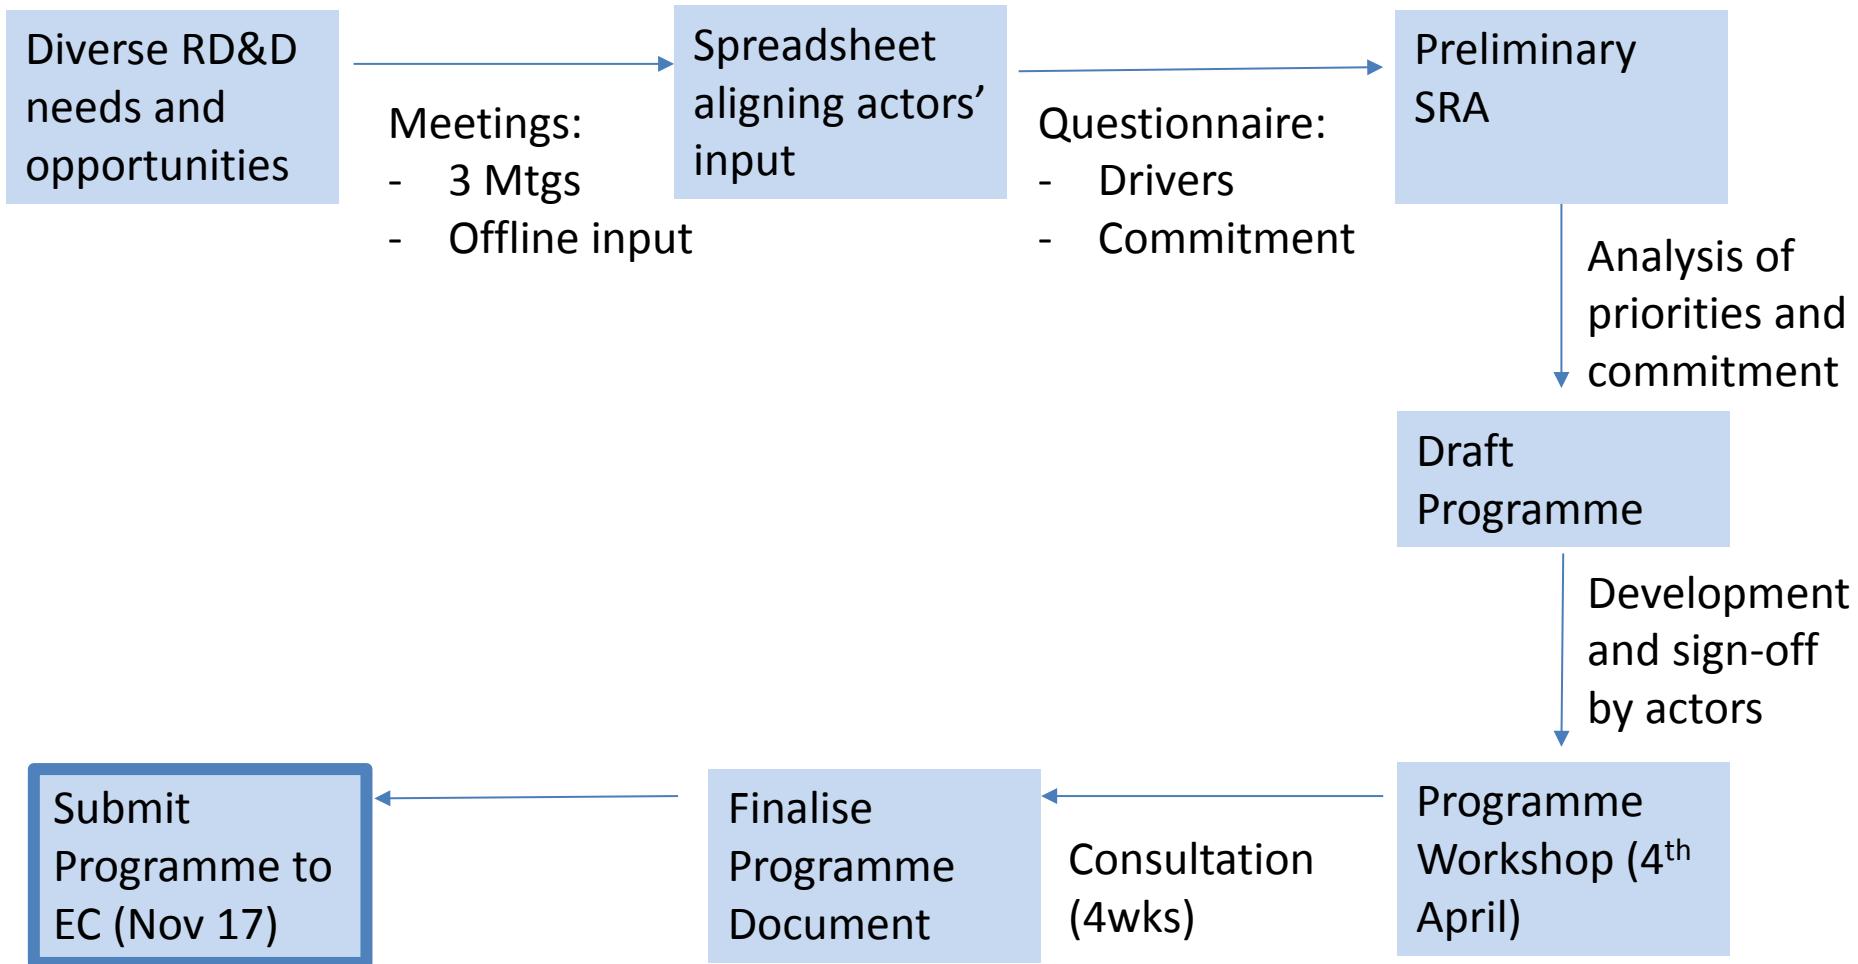 Diverse RD&D
needs and
opportunities
Meetings:
- 3 Mtgs
- Offline input
Spreadsheet
aligning actors’
input
Questionnaire:
- Drivers
- Commitment
Preliminary
SRA
Analysis of
priorities and
commitment
Draft
Programme
Development
and sign-off
by actors
Programme
Workshop (4th
April)
Consultation
(4wks)
Finalise
Programme
Document
Submit
Programme to
EC (Nov 17)